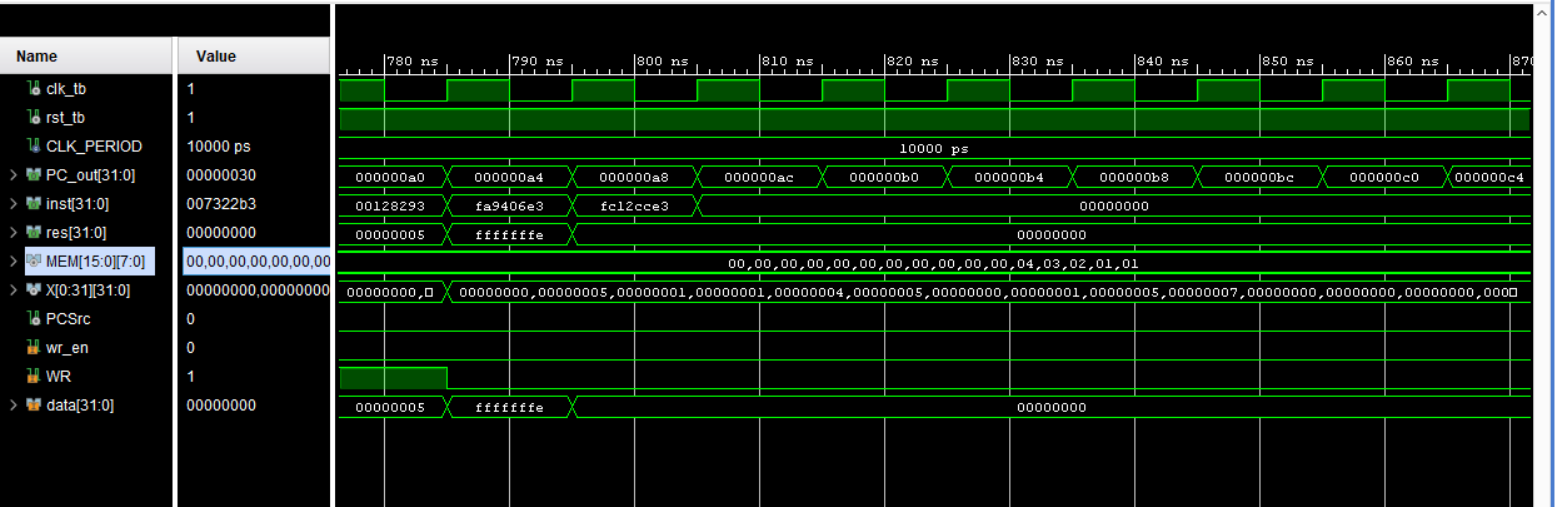 Name Value
780 ns 790 ns 800 ns 810 ns 820 ns 830 ns 840 ns 850 ns 860 ns 870
clk_tb 1
rst_tb 1
CLK_PERIOD 10000 ps 10000 ps
> PC_out[31:0] 00000030 000000a0 000000a4 000000a8 000000ac 000000b0 000000b4 000000b8 000000bc 000000c0 000000c4
> inst[31:0] 007322b3 00128293 fa9406e3 fc12cce3 00000000
> res[31:0] 00000000 00000005 fffffffe 00000000
> MEM[15:0][7:0] 00,00,00,00,00,00,00 00,00,00,00,00,00,00,00,00,00,00,04,03,02,01,01
> X[0:31][31:0] 00000000,00000000 00000000,□ 00000000,00000005,00000001,00000001,00000004,00000005,00000000,00000001,00000005,00000007,00000000,00000000,00000000,000□
PCSrc 0
wr_en 0
WR 1
> data[31:0] 00000000 00000005 fffffffe 00000000